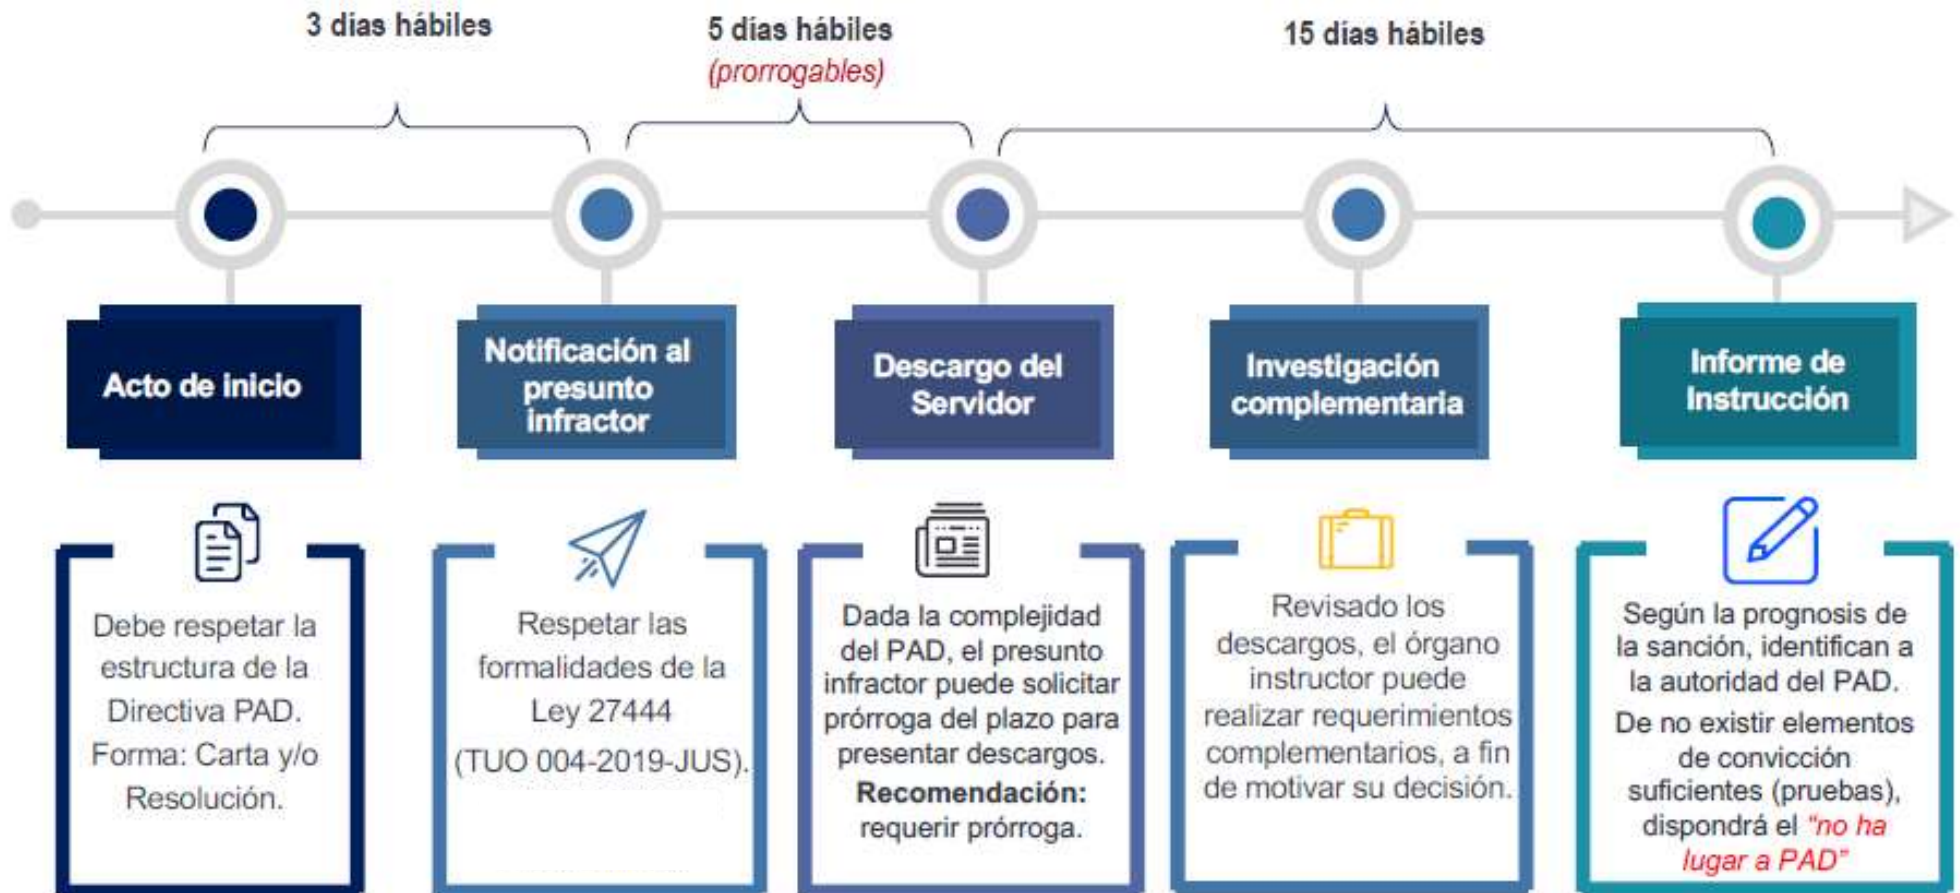 3 días hábiles
5 días hábiles
(prorrogables)
15 días hábiles
Acto de inicio
Notificación al
presunto
infractor
Descargo del
Servidor
Investigación
complementaria
Informe de
Instrucción
Debe respetar la
estructura de la
Directiva PAD.
Forma: Carta y/o
Resolución.
Respetar las
formalidades de la
Ley 27444
(TUO 004-2019-JUS).
Dada la complejidad
del PAD, el presunto
infractor puede solicitar
prórroga del plazo para
presentar descargos.
Recomendación:
requerir prórroga.
Revisado los
descargos, el órgano
instructor puede
realizar requerimientos
complementarios, a fin
de motivar su decisión.
Según la prognosis de
la sanción, identifican a
la autoridad del PAD.
De no existir elementos
de convicción
suficientes (pruebas),
dispondrá el "no ha
lugar a PAD"